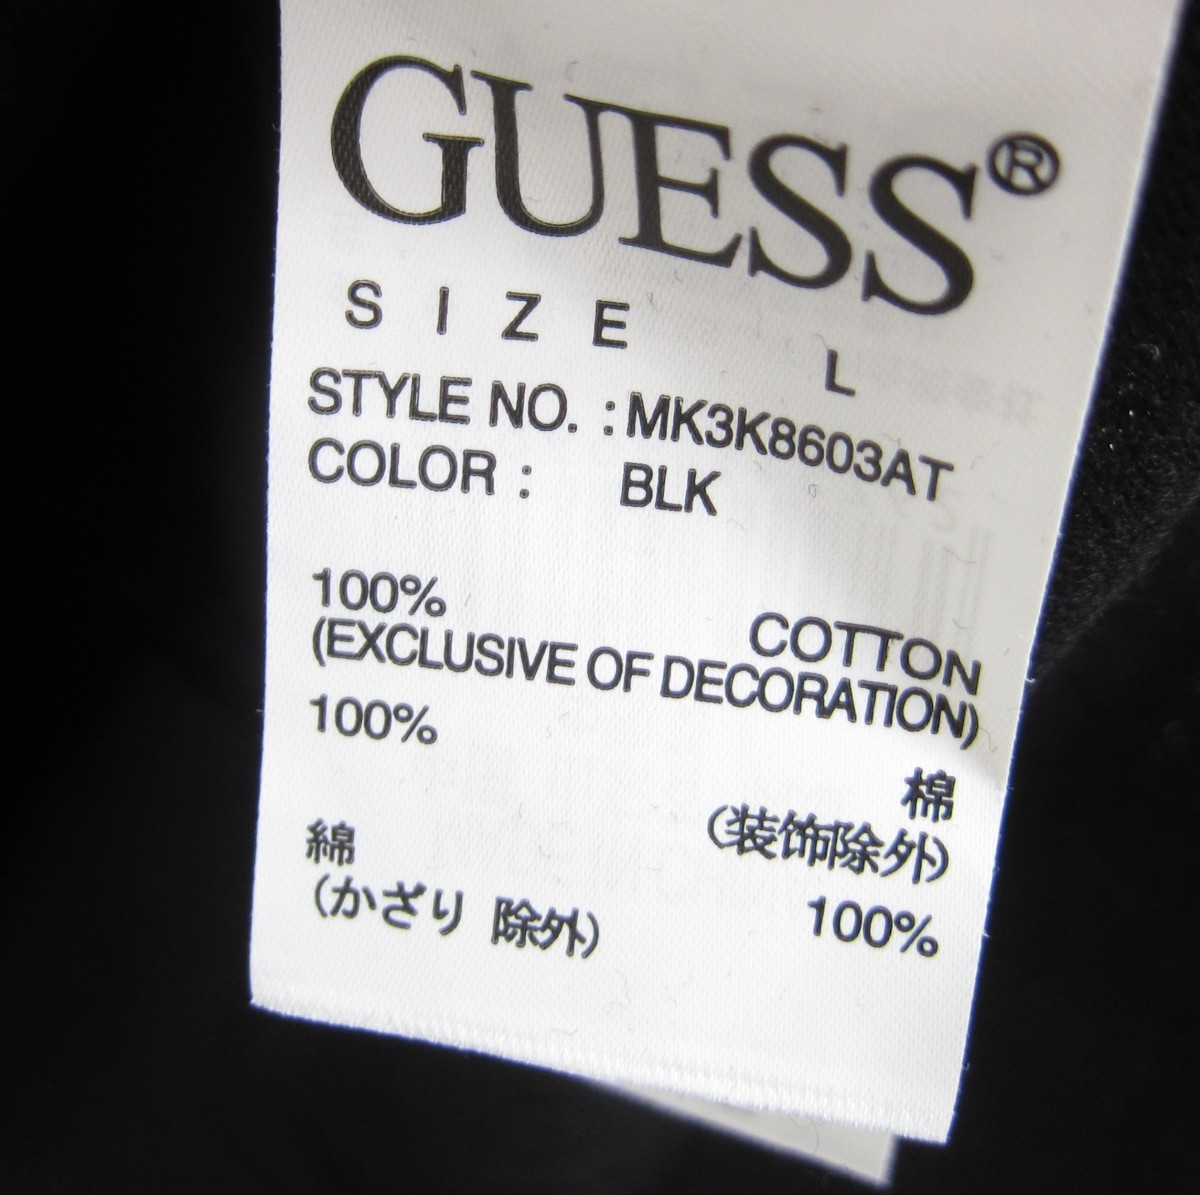 GUESS®
SIZE L
STYLE NO. : MK3K8603AT
COLOR : BLK
100% COTTON
(EXCLUSIVE OF DECORATION)
100% 棉
(装饰除外)
綿 100%
(かざり 除外)